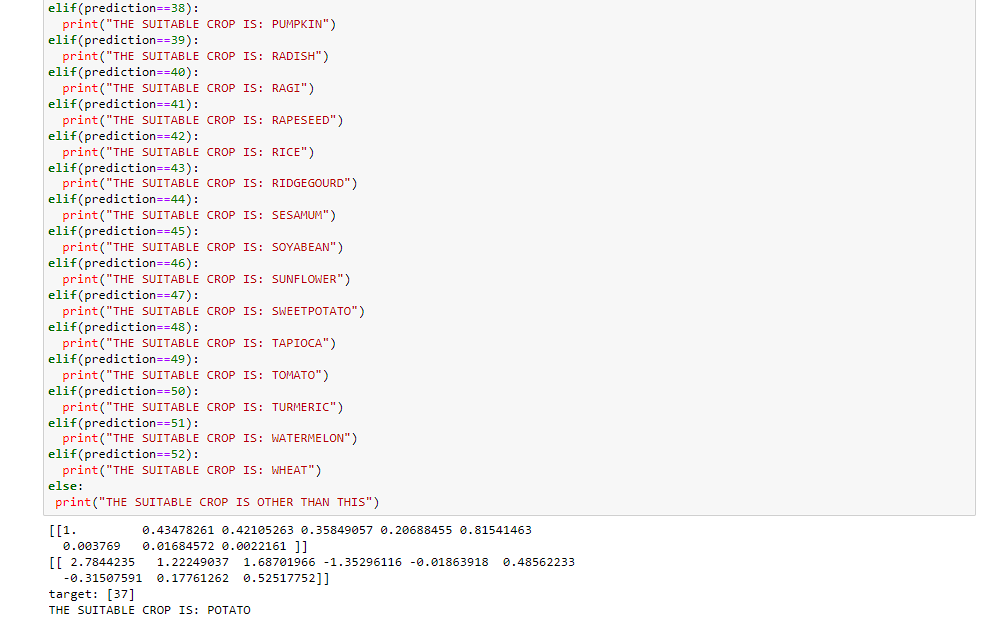 elif(prediction==38):
  print("THE SUITABLE CROP IS: PUMPKIN")
elif(prediction==39):
  print("THE SUITABLE CROP IS: RADISH")
elif(prediction==40):
  print("THE SUITABLE CROP IS: RAGI")
elif(prediction==41):
  print("THE SUITABLE CROP IS: RAPESEED")
elif(prediction==42):
  print("THE SUITABLE CROP IS: RICE")
elif(prediction==43):
  print("THE SUITABLE CROP IS: RIDGEGOURD")
elif(prediction==44):
  print("THE SUITABLE CROP IS: SESAMUM")
elif(prediction==45):
  print("THE SUITABLE CROP IS: SOYABEAN")
elif(prediction==46):
  print("THE SUITABLE CROP IS: SUNFLOWER")
elif(prediction==47):
  print("THE SUITABLE CROP IS: SWEETPOTATO")
elif(prediction==48):
  print("THE SUITABLE CROP IS: TAPIOCA")
elif(prediction==49):
  print("THE SUITABLE CROP IS: TOMATO")
elif(prediction==50):
  print("THE SUITABLE CROP IS: TURMERIC")
elif(prediction==51):
  print("THE SUITABLE CROP IS: WATERMELON")
elif(prediction==52):
  print("THE SUITABLE CROP IS: WHEAT")
else:
 print("THE SUITABLE CROP IS OTHER THAN THIS")
[[1.         0.43478261 0.42105263 0.35849057 0.20688455 0.81541463
  0.003769   0.01684572 0.0022161 ]]
[[ 2.7844235   1.22249037  1.68701966 -1.35296116 -0.01863918  0.48562233
  -0.31507591  0.17761262  0.52517752]]
target: [37]
THE SUITABLE CROP IS: POTATO